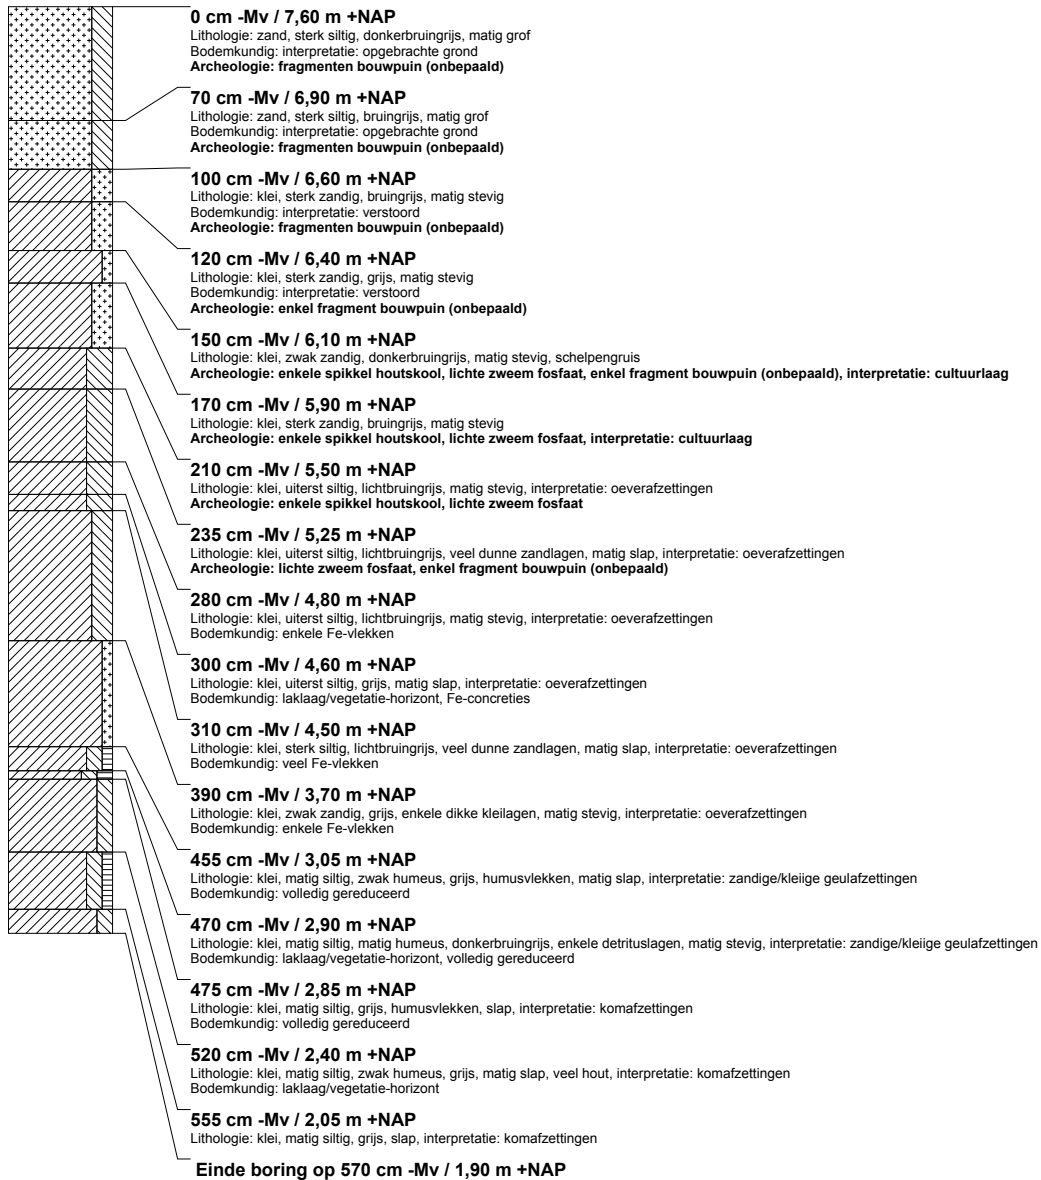 0 cm -Mv / 7,60 m +NAP
Lithologie: zand, sterk siltig, donkerbruingrijs, matig grof
Bodemkundig: interpretatie: opgebrachte grond
Archeologie: fragmenten bouwpuin (onbepaald)
70 cm -Mv / 6,90 m +NAP
Lithologie: zand, sterk siltig, bruingrijs, matig grof
Bodemkundig: interpretatie: opgebrachte grond
Archeologie: fragmenten bouwpuin (onbepaald)
100 cm -Mv / 6,60 m +NAP
Lithologie: klei, sterk zandig, bruingrijs, matig stevig
Bodemkundig: interpretatie: verstoord
Archeologie: fragmenten bouwpuin (onbepaald)
120 cm -Mv / 6,40 m +NAP
Lithologie: klei, sterk zandig, grijs, matig stevig
Bodemkundig: interpretatie: verstoord
Archeologie: enkel fragment bouwpuin (onbepaald)
150 cm -Mv / 6,10 m +NAP
Lithologie: klei, zwak zandig, donkerbruingrijs, matig stevig, schelpengruis
Archeologie: enkele spikkel houtskool, lichte zweem fosfaat, enkel fragment bouwpuin (onbepaald), interpretatie: cultuurlaag
170 cm -Mv / 5,90 m +NAP
Lithologie: klei, sterk zandig, bruingrijs, matig stevig
Archeologie: enkele spikkel houtskool, lichte zweem fosfaat, interpretatie: cultuurlaag
210 cm -Mv / 5,50 m +NAP
Lithologie: klei, uiterst siltig, lichtbruingrijs, matig stevig, interpretatie: oeverafzettingen
Archeologie: enkele spikkel houtskool, lichte zweem fosfaat
235 cm -Mv / 5,25 m +NAP
Lithologie: klei, uiterst siltig, lichtbruingrijs, veel dunne zandlagen, matig slap, interpretatie: oeverafzettingen
Archeologie: lichte zweem fosfaat, enkel fragment bouwpuin (onbepaald)
280 cm -Mv / 4,80 m +NAP
Lithologie: klei, uiterst siltig, lichtbruingrijs, matig stevig, interpretatie: oeverafzettingen
Bodemkundig: enkele Fe-vlekken
300 cm -Mv / 4,60 m +NAP
Lithologie: klei, uiterst siltig, grijs, matig slap, interpretatie: oeverafzettingen
Bodemkundig: laklaag/vegetatie-horizont, Fe-concreties
310 cm -Mv / 4,50 m +NAP
Lithologie: klei, sterk siltig, lichtbruingrijs, veel dunne zandlagen, matig slap, interpretatie: oeverafzettingen
Bodemkundig: veel Fe-vlekken
390 cm -Mv / 3,70 m +NAP
Lithologie: klei, zwak zandig, grijs, enkele dikke kleilagen, matig stevig, interpretatie: oeverafzettingen
Bodemkundig: enkele Fe-vlekken
455 cm -Mv / 3,05 m +NAP
Lithologie: klei, matig siltig, zwak humeus, grijs, humusvlekken, matig slap, interpretatie: zandige/kleiige geulafzettingen
Bodemkundig: volledig gereduceerd
470 cm -Mv / 2,90 m +NAP
Lithologie: klei, matig siltig, matig humeus, donkerbruingrijs, enkele detrituslagen, matig stevig, interpretatie: zandige/kleiige geulafzettingen
Bodemkundig: laklaag/vegetatie-horizont, volledig gereduceerd
475 cm -Mv / 2,85 m +NAP
Lithologie: klei, matig siltig, grijs, humusvlekken, slap, interpretatie: komafzettingen
Bodemkundig: volledig gereduceerd
520 cm -Mv / 2,40 m +NAP
Lithologie: klei, matig siltig, zwak humeus, grijs, matig slap, veel hout, interpretatie: komafzettingen
Bodemkundig: laklaag/vegetatie-horizont
555 cm -Mv / 2,05 m +NAP
Lithologie: klei, matig siltig, grijs, slap, interpretatie: komafzettingen
Einde boring op 570 cm -Mv / 1,90 m +NAP